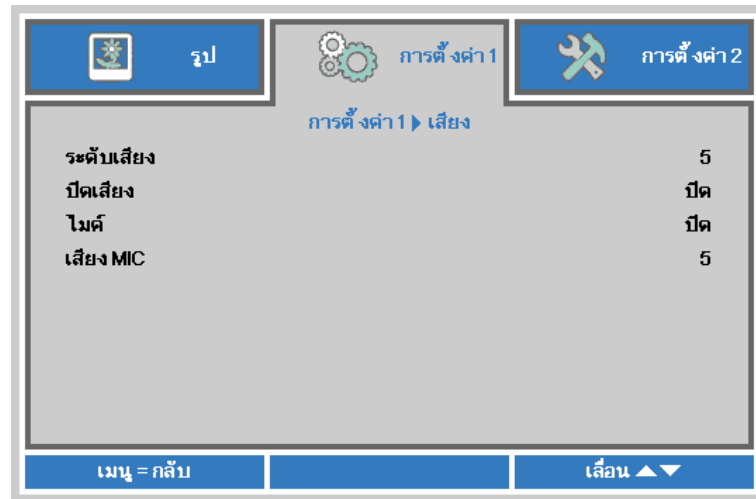 รูป
การตั้งค่า 1
การตั้งค่า 2
การตั้งค่า 1 ▶ เสียง
ระดับเสียง 5
ปิดเสียง ปิด
ไมค์ ปิด
เสียง MIC 5
เมนู = กลับ
เลื่อน ▲▼